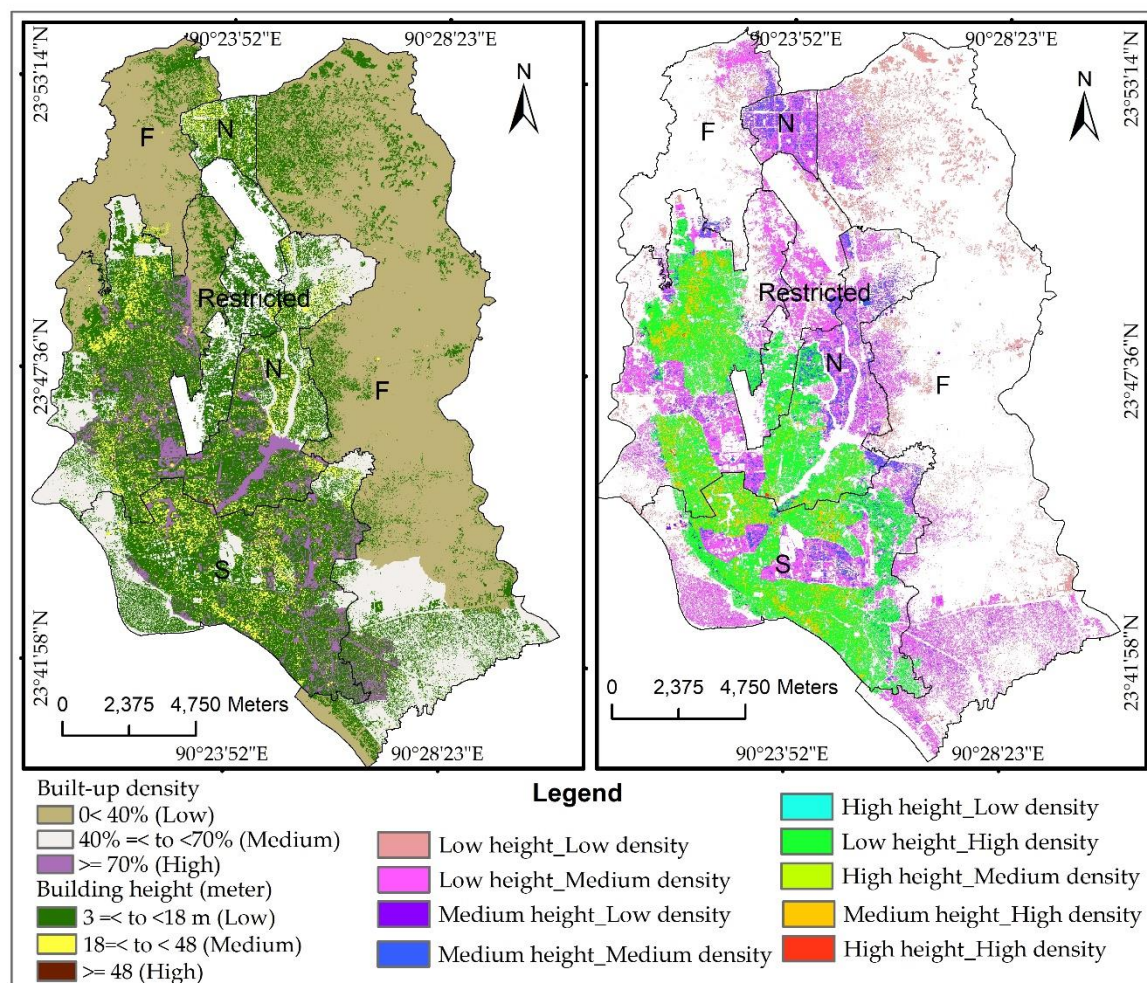 90°23'52"E 90°28'23"E
90°23'52"E 90°28'23"E
23°53'14"N
23°47'36"N
23°41'58"N
N
F
N
Restricted
N
F
S
0 2,375 4,750 Meters
90°23'52"E 90°28'23"E
N
F
N
Restricted
N
F
S
0 2,375 4,750 Meters
90°23'52"E 90°28'23"E
23°53'14"N
23°47'36"N
23°41'58"N
Built-up density
0< 40% (Low)
40% =< to <70% (Medium)
>= 70% (High)
Building height (meter)
3 =< to <18 m (Low)
18=< to < 48 (Medium)
>= 48 (High)
Legend
Low height_Low density
Low height_Medium density
Medium height_Low density
Medium height_Medium density
High height_Low density
Low height_High density
High height_Medium density
Medium height_High density
High height_High density